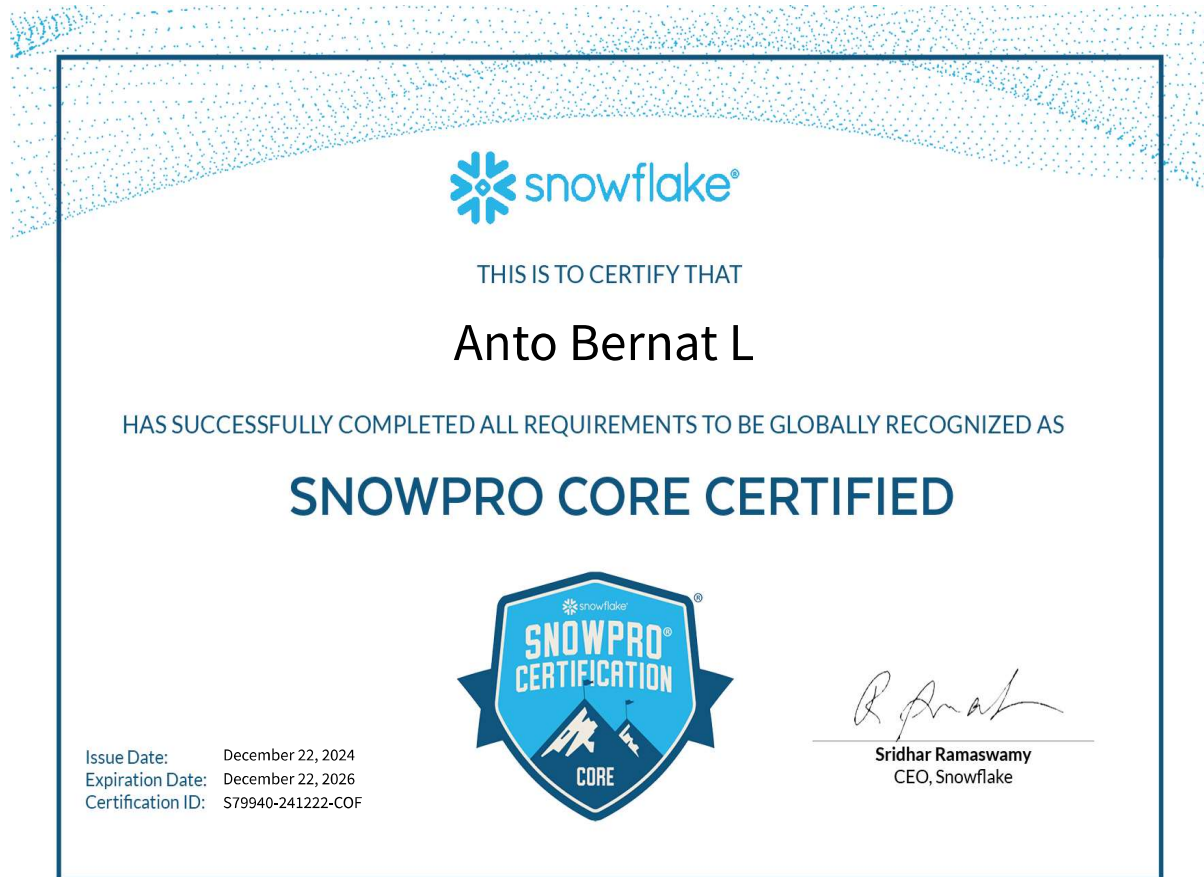 snowflake®
THIS IS TO CERTIFY THAT
Anto Bernat L
HAS SUCCESSFULLY COMPLETED ALL REQUIREMENTS TO BE GLOBALLY RECOGNIZED AS
SNOWPRO CORE CERTIFIED
snowflake®
SNOWPRO®
CERTIFICATION
CORE
®
Issue Date: December 22, 2024
Expiration Date: December 22, 2026
Certification ID: S79940-241222-COF
Sridhar Ramaswamy
CEO, Snowflake